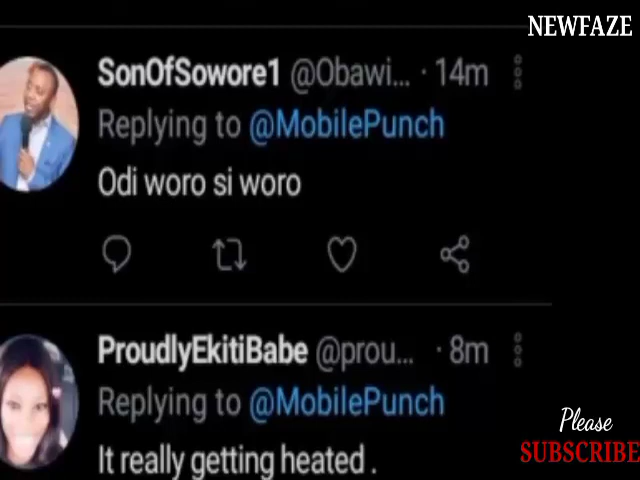 NEWFAZE
SonOfSowore1 @Obawi... · 14m
Replying to @MobilePunch
Odi woro si woro
ProudlyEkitiBabe @prou... · 8m
Replying to @MobilePunch
It really getting heated .
Please
SUBSCRIBE